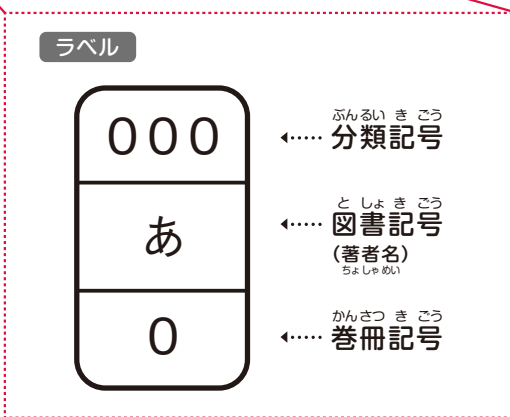 ラベル
000
ぶんるい き ごう
分類記号
あ
と しょ き ごう
図書記号
(著者名)
ちょしゃめい
0
かんさつ き ごう
巻冊記号